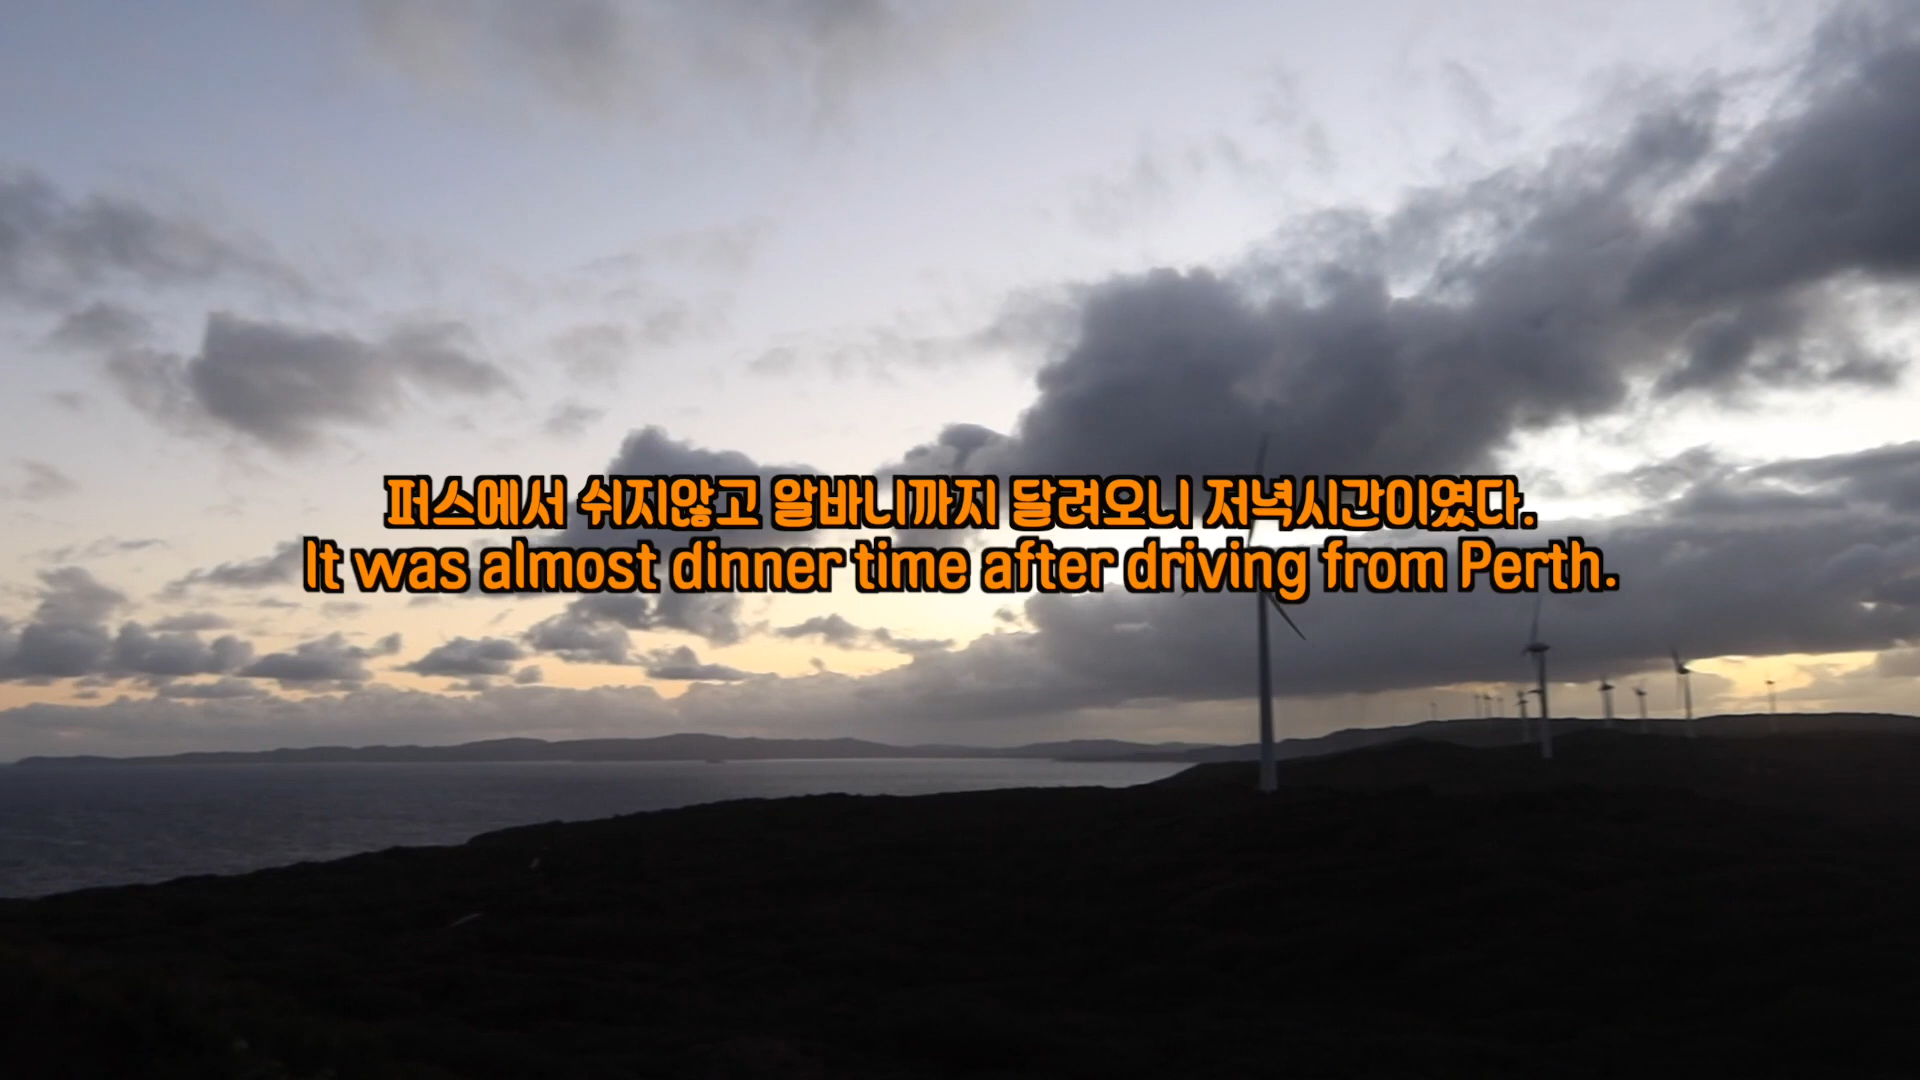 퍼스에서 쉬지않고 알바니까지 달려오니 저녁시간이였다.
It was almost dinner time after driving from Perth.